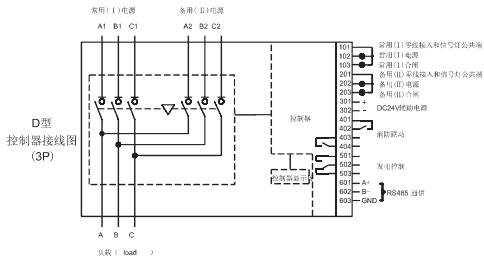 常用(Ⅰ)电源 备用(Ⅱ)电源
A1 B1 C1 A2 B2 C2
D型
控制器接线图
(3P)
控制器
控制器显示
101 常用(Ⅰ)零线接入和信号灯公共端
102 常用(Ⅰ)电源
103 常用(Ⅰ)合闸
201 备用(Ⅱ)零线接入和信号灯公共端
202 备用(Ⅱ)电源
203 备用(Ⅱ)合闸
301 +
302 -
DC24V辅助电源
401
402
403
404
消防联动
501
502
503
发电控制
601 A+
602 B-
603 GND
RS485 通信
A B C
负载 ( load )